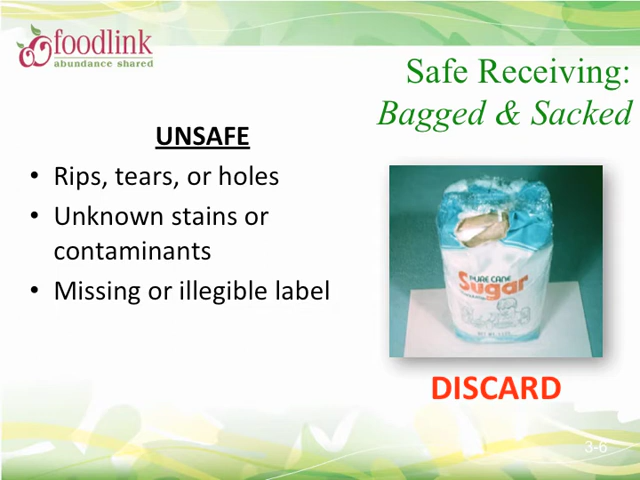 foodlink
abundance shared
Safe Receiving:
Bagged & Sacked
UNSAFE
• Rips, tears, or holes
• Unknown stains or
contaminants
• Missing or illegible label
PURE CANE
Sugar
DISCARD
3-6